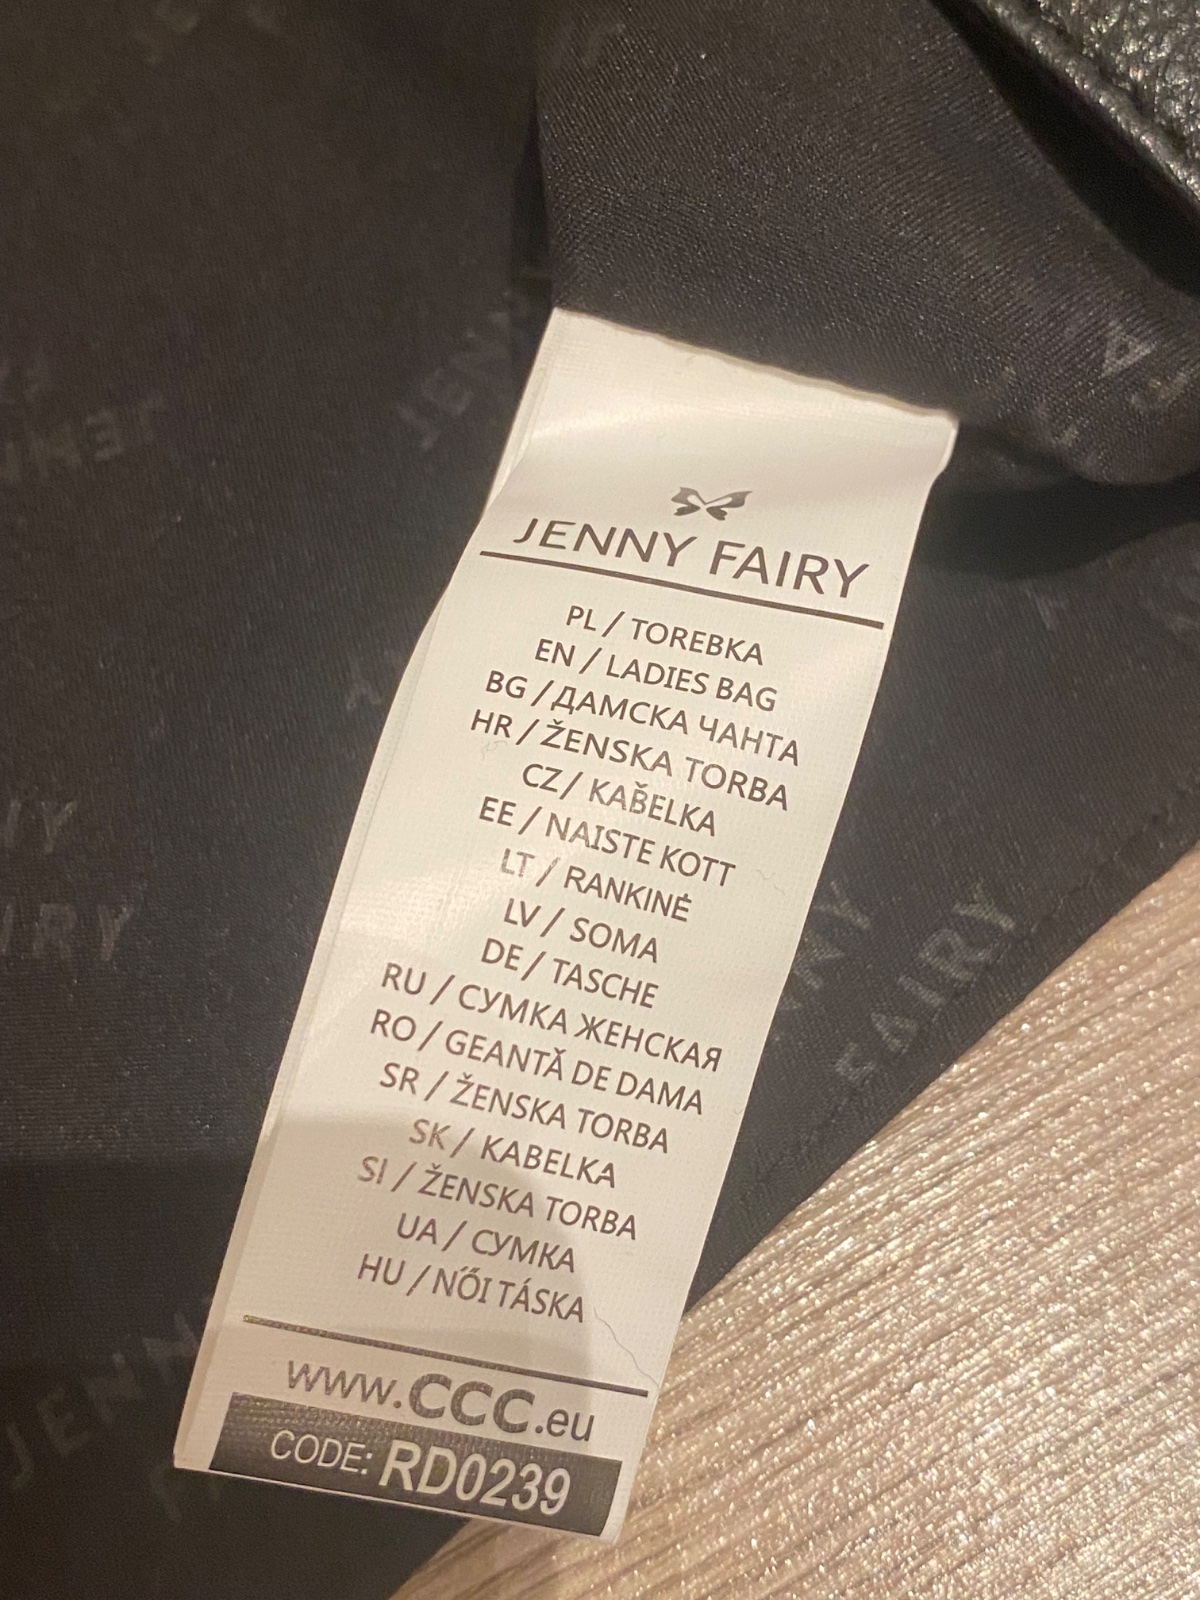 JENNY FAIRY
PL / TOREBKA
EN / LADIES BAG
BG / ДАМСКА ЧАНТА
HR / ŽENSKA TORBA
CZ / KABELKA
EE / NAISTE KOTT
LT / RANKINĖ
LV / SOMA
DE / TASCHE
RU / СУМКА ЖЕНСКАЯ
RO / GEANTĂ DE DAMA
SR / ŽENSKA TORBA
SK / KABELKA
SI / ŽENSKA TORBA
UA / СУМКА
HU / NŐI TÁSKA
www.CCC.eu
CODE: RD0239
FAIRY
JENN